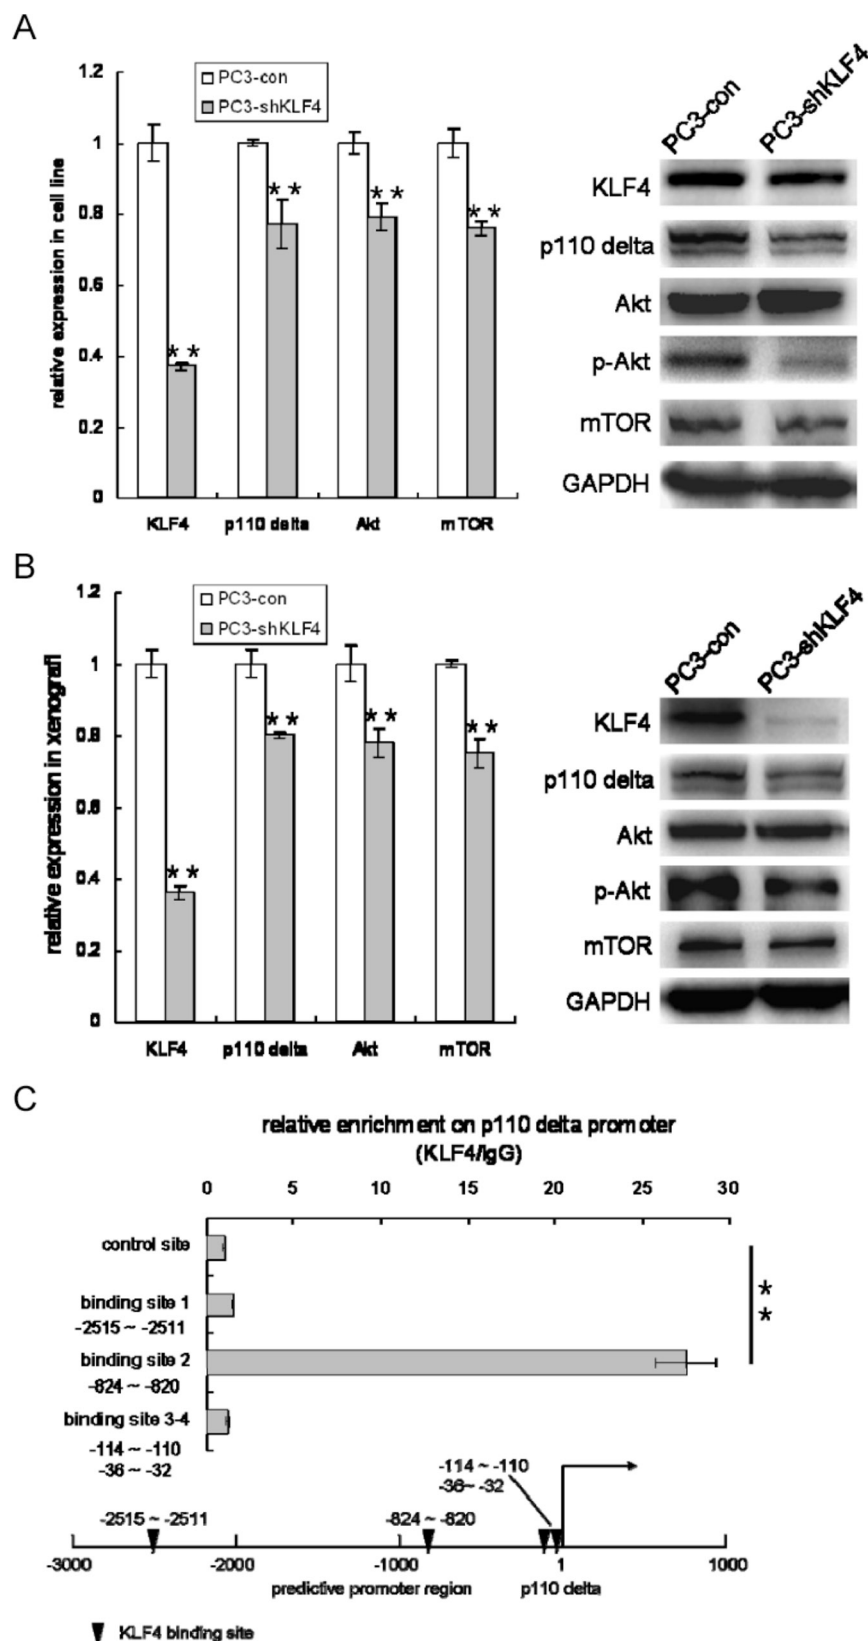 A
1.2
1
0.8
0.6
0.4
0.2
0
relative expression in cell line
PC3-con
PC3-shKLF4
**
**
**
**
KLF4
p110 delta
Akt
mTOR
PC3-con
PC3-shKLF4
KLF4
p110 delta
Akt
p-Akt
mTOR
GAPDH
B
1.2
1
0.8
0.6
0.4
0.2
0
relative expression in xenograft
PC3-con
PC3-shKLF4
**
**
**
**
KLF4
p110 delta
Akt
mTOR
PC3-con
PC3-shKLF4
KLF4
p110 delta
Akt
p-Akt
mTOR
GAPDH
C
relative enrichment on p110 delta promoter
(KLF4/IgG)
0 5 10 15 20 25 30
control site
binding site 1
-2515 ~ -2511
binding site 2
-824 ~ -820
binding site 3-4
-114 ~ -110
-36 ~ -32
**
-114 ~ -110
-36~ -32
-2515 ~ -2511
-824 ~ -820
-3000 -2000 -1000 1 1000
predictive promoter region p110 delta
KLF4 binding site